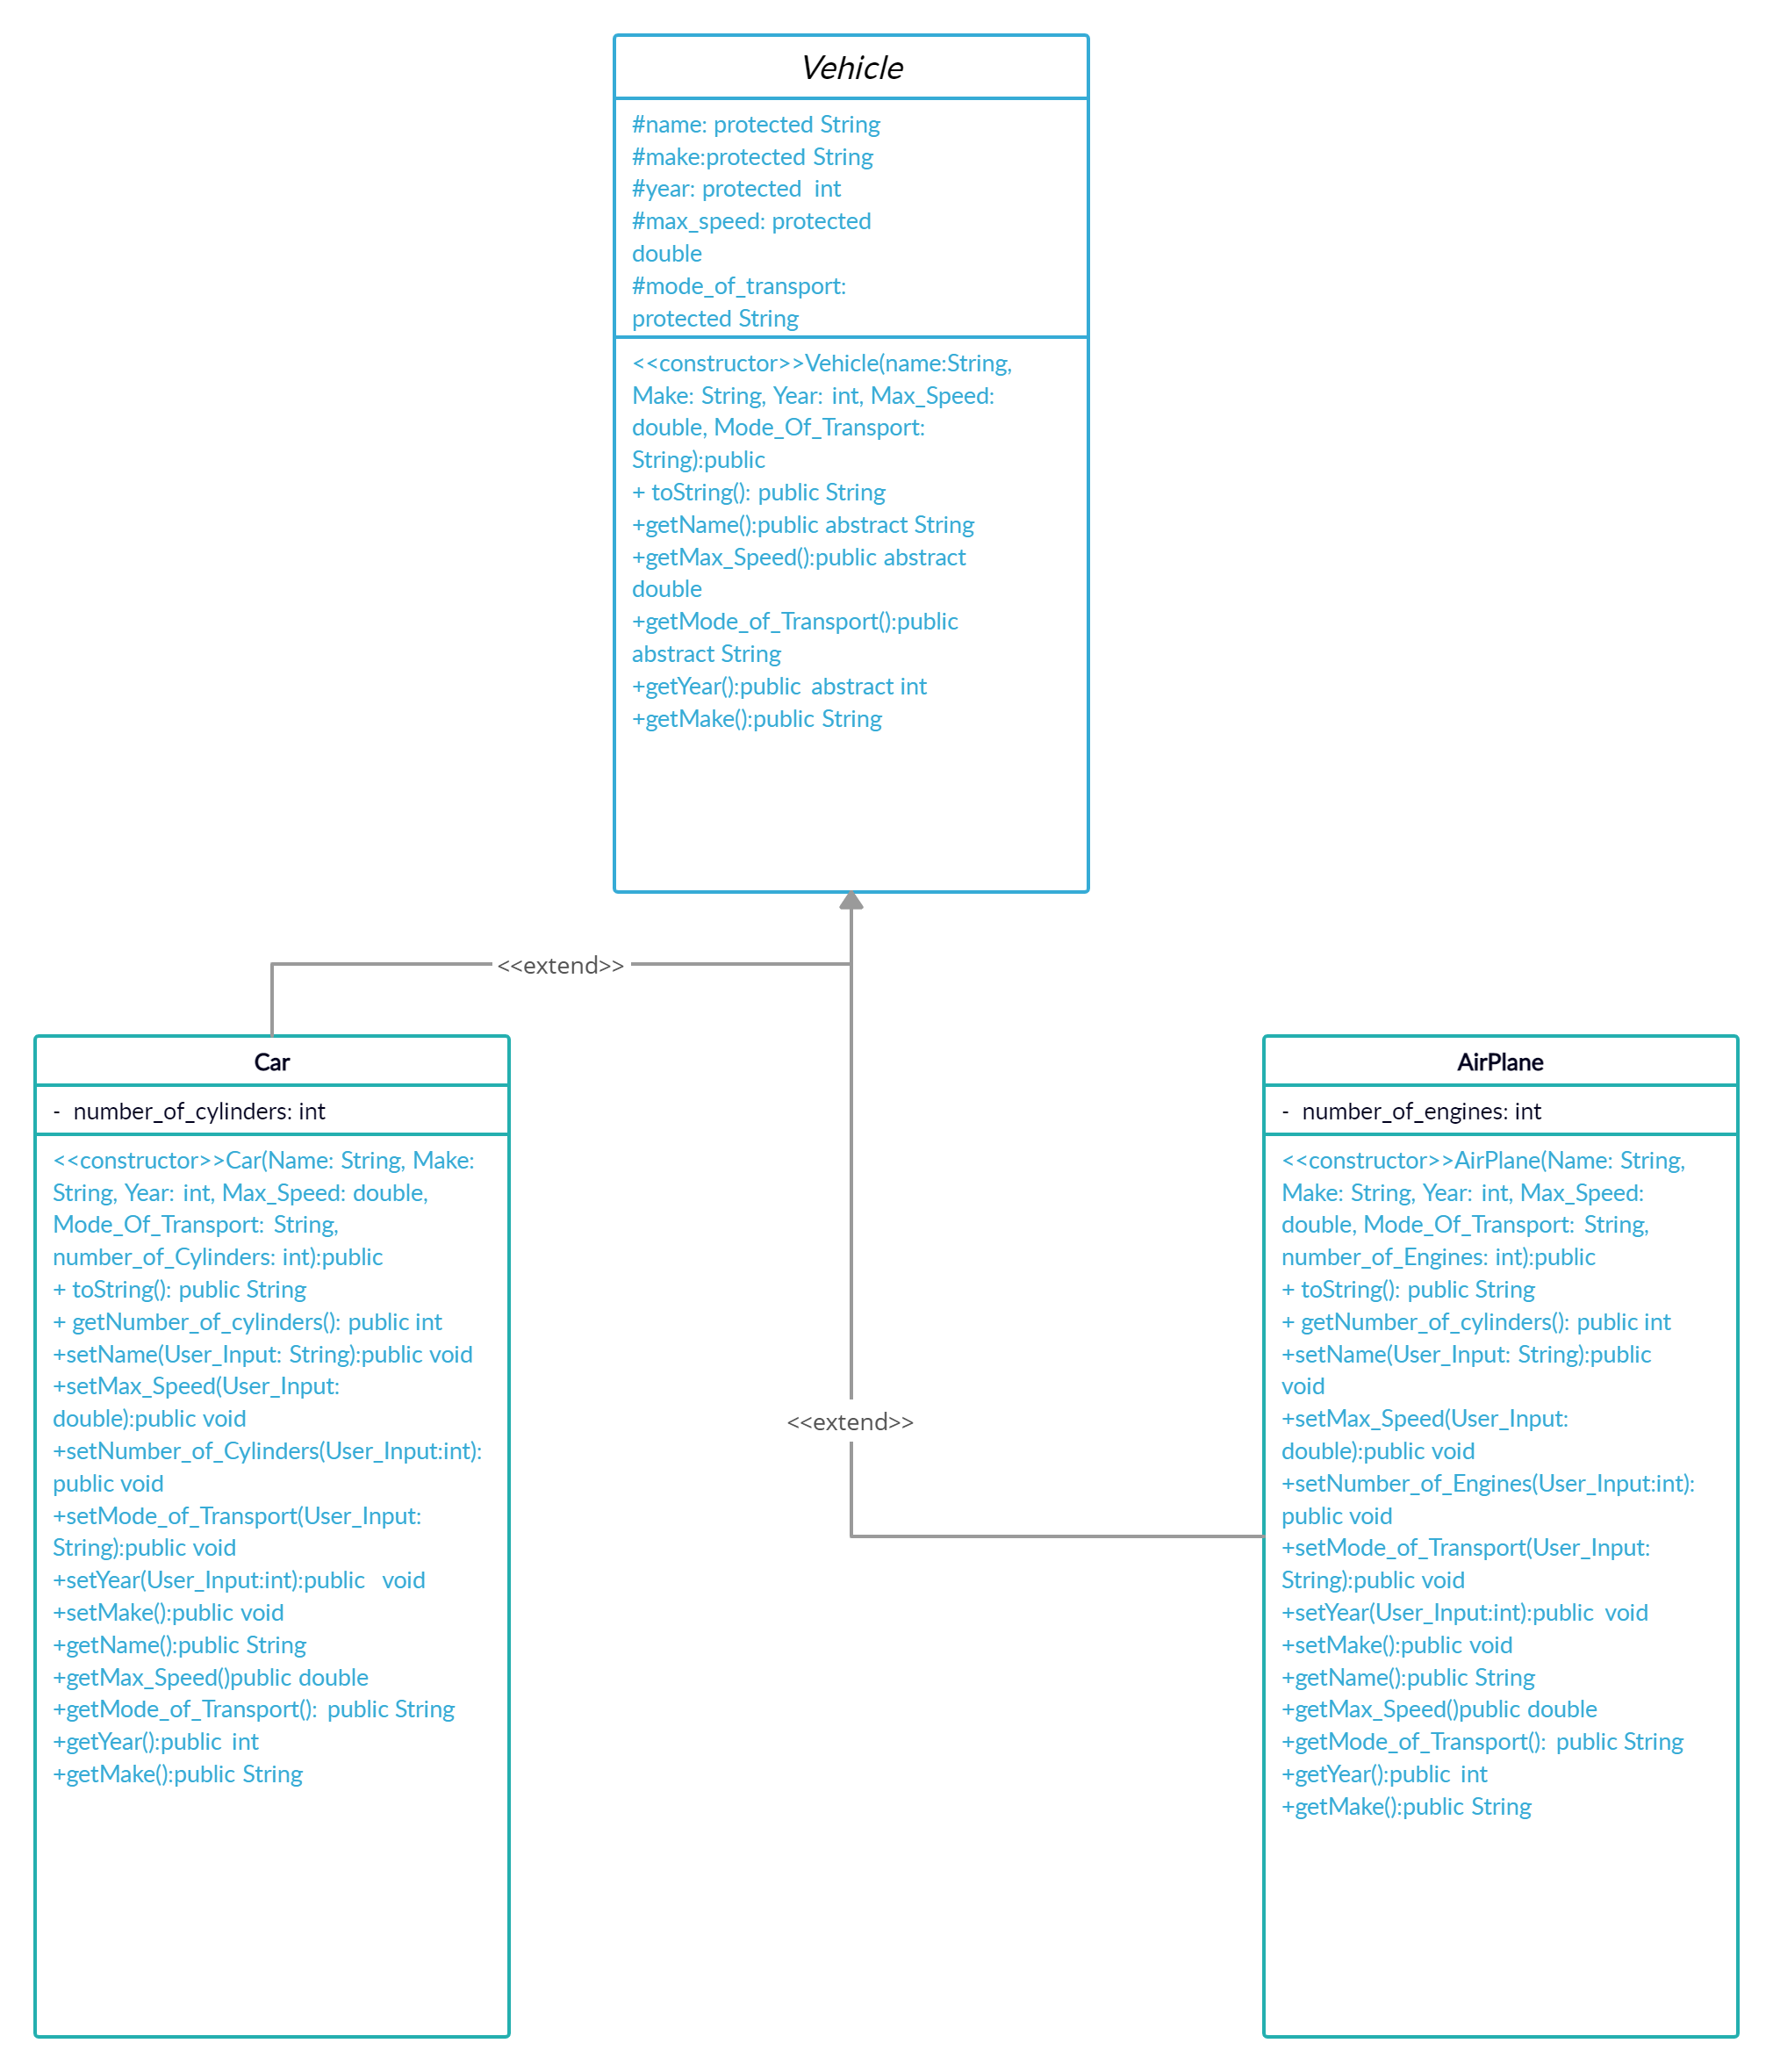 Vehicle
#name: protected String
#make:protected String
#year: protected  int
#max_speed: protected
double
#mode_of_transport:
protected String
<<constructor>>Vehicle(name:String,
Make: String, Year: int, Max_Speed:
double, Mode_Of_Transport:
String):public
+ toString(): public String
+getName():public abstract String
+getMax_Speed():public abstract
double
+getMode_of_Transport():public
abstract String
+getYear():public  abstract int
+getMake():public String
<<extend>>
Car
-  number_of_cylinders: int
<<constructor>>Car(Name: String, Make:
String, Year: int, Max_Speed: double,
Mode_Of_Transport: String,
number_of_Cylinders: int):public
+ toString(): public String
+ getNumber_of_cylinders(): public int
+setName(User_Input: String):public void
+setMax_Speed(User_Input:
double):public void
+setNumber_of_Cylinders(User_Input:int):
public void
+setMode_of_Transport(User_Input:
String):public void
+setYear(User_Input:int):public  void
+setMake():public void
+getName():public String
+getMax_Speed()public double
+getMode_of_Transport(): public String
+getYear():public int
+getMake():public String
<<extend>>
AirPlane
-  number_of_engines: int
<<constructor>>AirPlane(Name: String,
Make: String, Year: int, Max_Speed:
double, Mode_Of_Transport: String,
number_of_Engines: int):public
+ toString(): public String
+ getNumber_of_cylinders(): public int
+setName(User_Input: String):public
void
+setMax_Speed(User_Input:
double):public void
+setNumber_of_Engines(User_Input:int):
public void
+setMode_of_Transport(User_Input:
String):public void
+setYear(User_Input:int):public  void
+setMake():public void
+getName():public String
+getMax_Speed()public double
+getMode_of_Transport(): public String
+getYear():public int
+getMake():public String